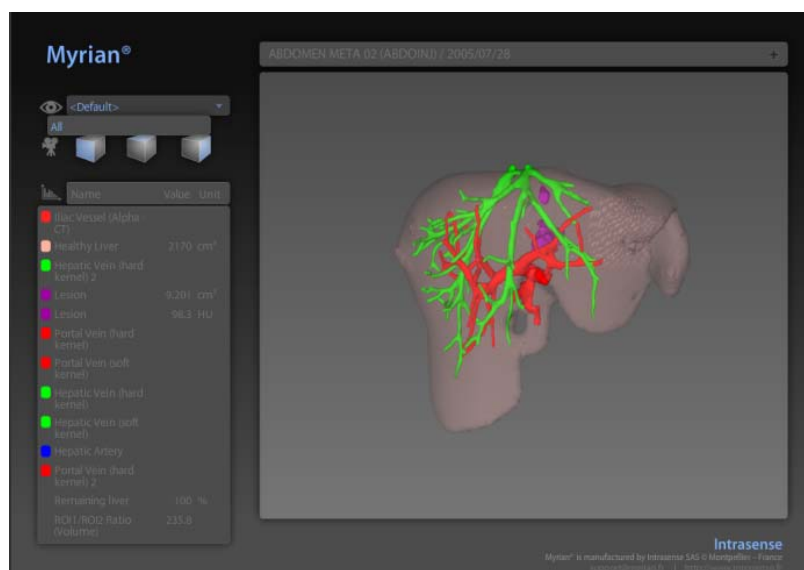 Myrian®
ABDOMEN META 02 (ABDOINJ) / 2005/07/28 +
<Default>
All
Name Value Unit
Iliac Vessel (Alpha
CT)
Healthy Liver 2170 cm³
Hepatic Vein (hard
kernel) 2
Lesion 9.201 cm³
Lesion 98.3 HU
Portal Vein (hard
kernel)
Portal Vein (soft
kernel)
Hepatic Vein (hard
kernel)
Hepatic Vein (soft
kernel)
Hepatic Artery
Portal Vein (hard
kernel) 2
Remaining liver 100 %
ROI1/ROI2 Ratio 235.8
(Volume)
Intrasense
Myrian® is manufactured by Intrasense SAS © Montpellier – France